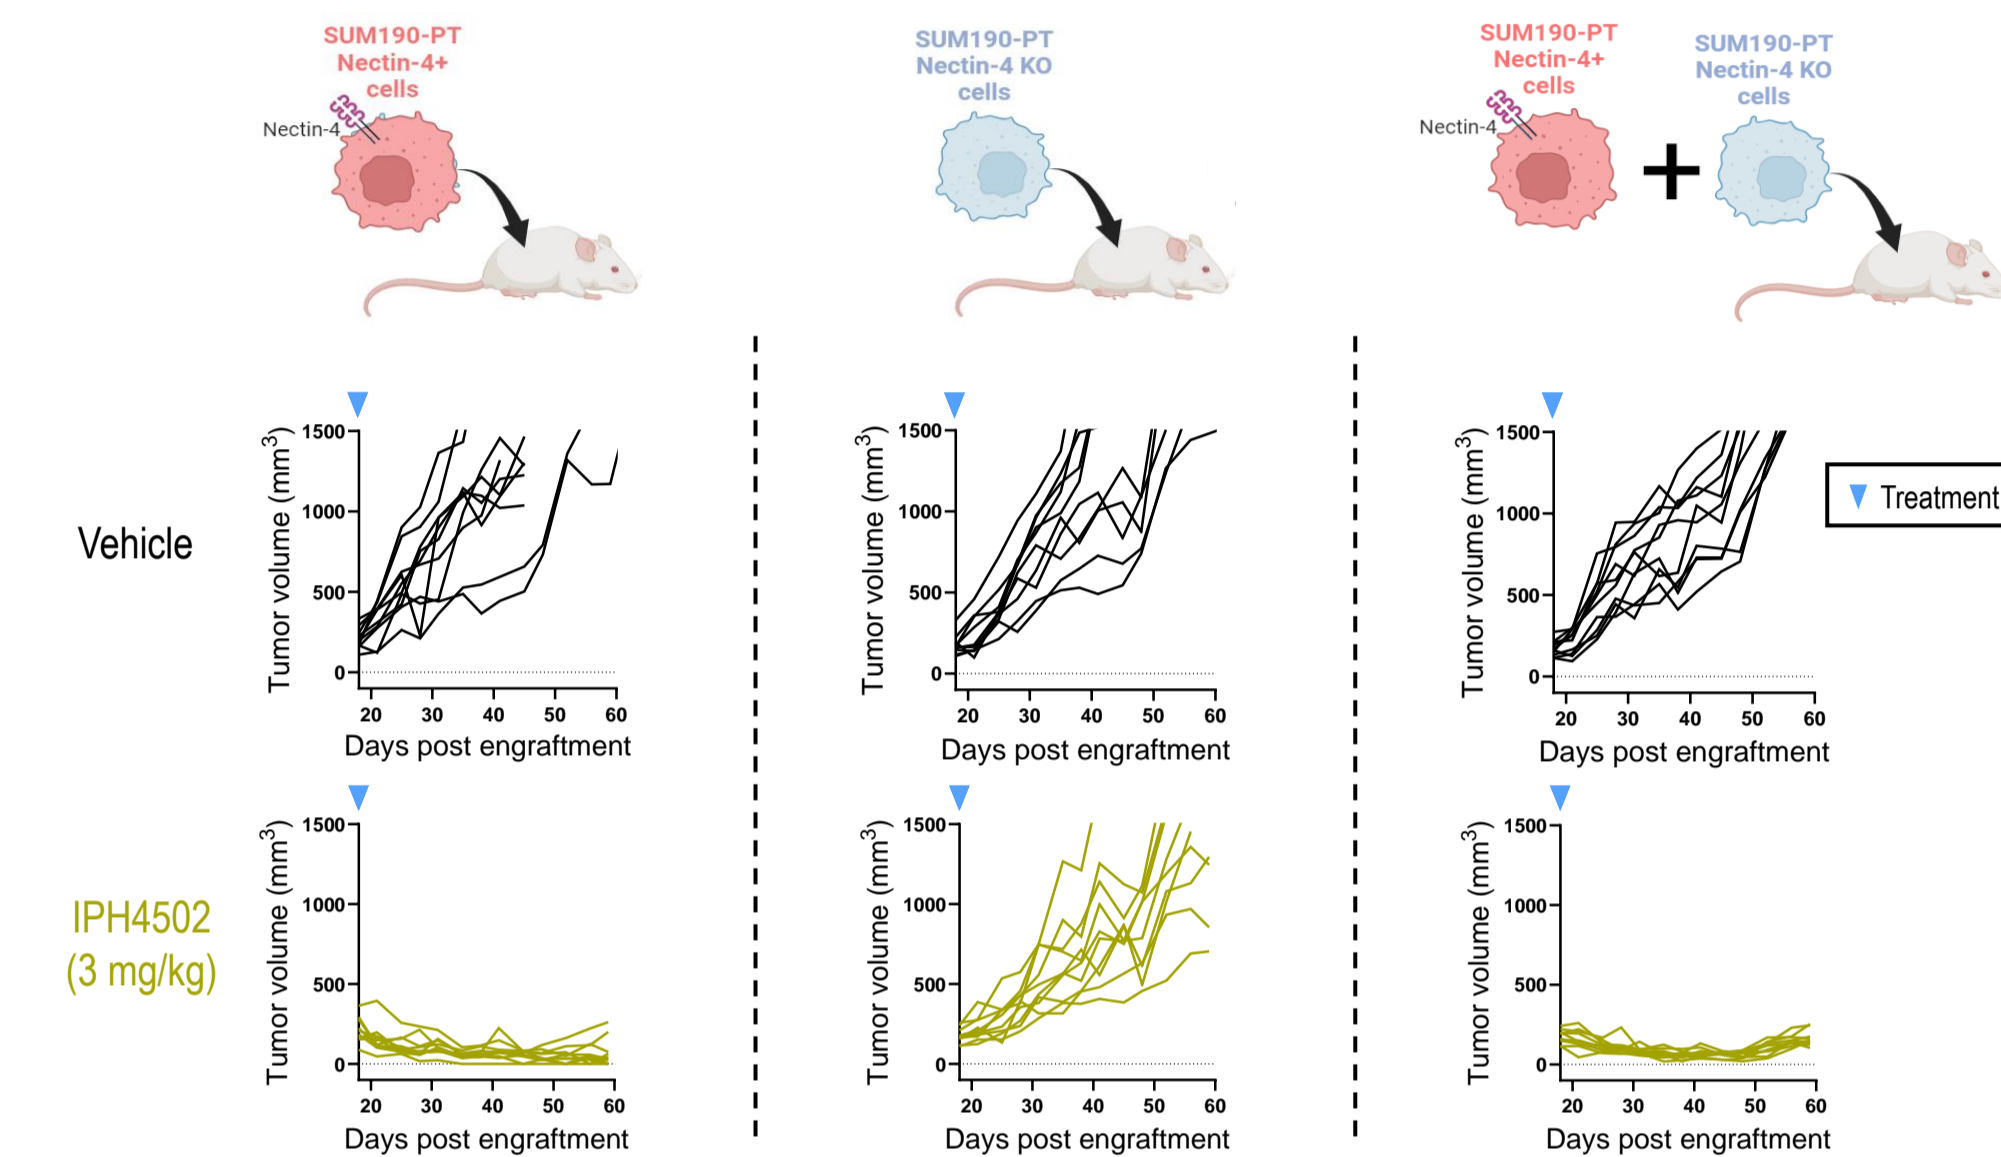 SUM190-PT
Nectin-4+
cells
Nectin-4
SUM190-PT
Nectin-4 KO
cells
SUM190-PT
Nectin-4+
cells
Nectin-4
SUM190-PT
Nectin-4 KO
cells
Vehicle
Tumor volume (mm³)
1500
1000
500
0
20 30 40 50 60
Days post engraftment
Tumor volume (mm³)
1500
1000
500
0
20 30 40 50 60
Days post engraftment
Tumor volume (mm³)
1500
1000
500
0
20 30 40 50 60
Days post engraftment
Treatment
IPH4502
(3 mg/kg)
Tumor volume (mm³)
1500
1000
500
0
20 30 40 50 60
Days post engraftment
Tumor volume (mm³)
1500
1000
500
0
20 30 40 50 60
Days post engraftment
Tumor volume (mm³)
1500
1000
500
0
20 30 40 50 60
Days post engraftment